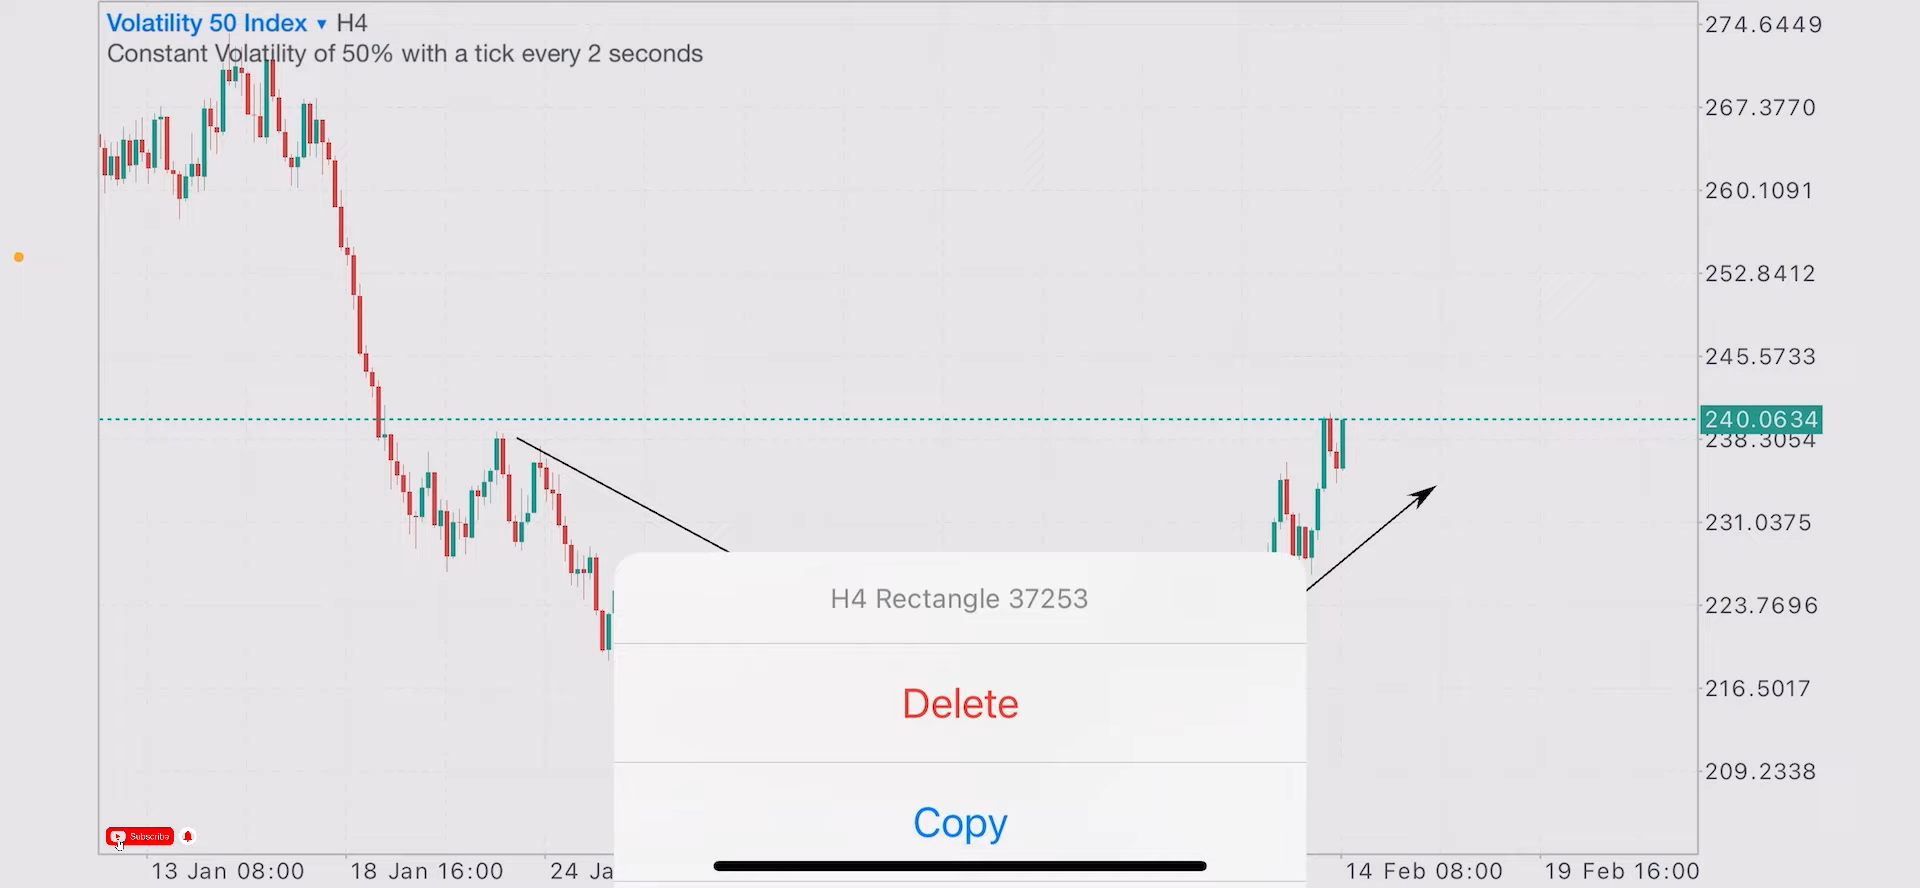 Volatility 50 Index ▾ H4
Constant Volatility of 50% with a tick every 2 seconds
274.6449
267.3770
260.1091
252.8412
245.5733
240.0634
238.3054
231.0375
223.7696
216.5017
209.2338
H4 Rectangle 37253
Delete
Copy
Subscribe
13 Jan 08:00
18 Jan 16:00
24 Ja
14 Feb 08:00
19 Feb 16:00